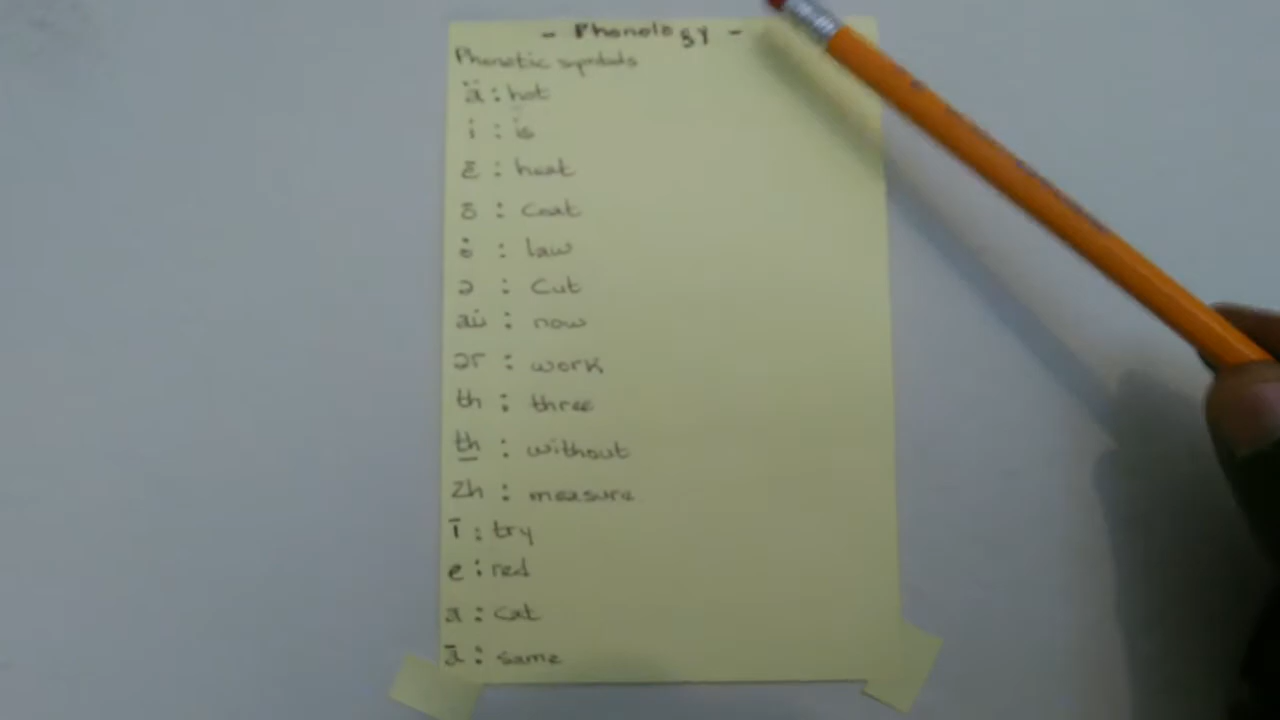 - Phonology -
Phonetic symbols
ä : hot
i : is
ē : heat
ō : coat
ȯ : law
ə : cut
au̇ : now
ər : work
th : three
t͟h : without
zh : measure
ī : try
e : red
a : cat
ā : same